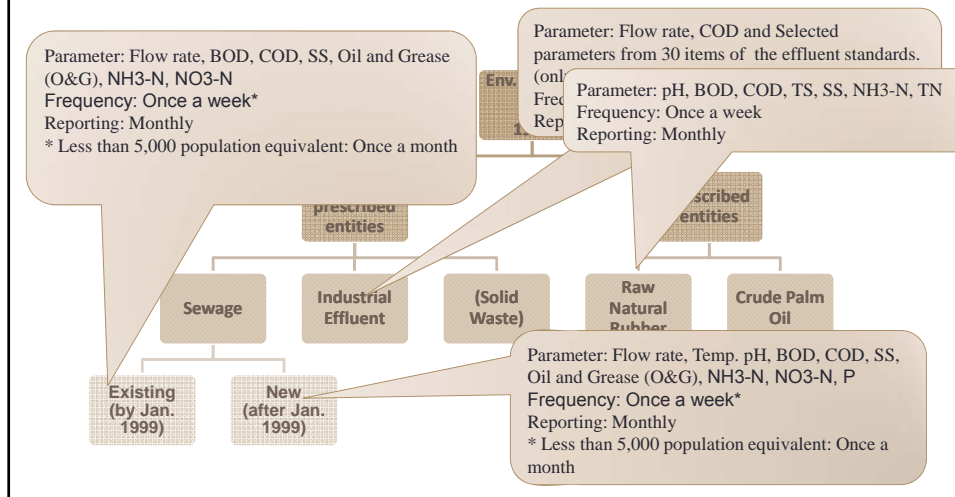 Parameter: Flow rate, BOD, COD, SS, Oil and Grease
(O&G), NH3-N, NO3-N
Frequency: Once a week*
Reporting: Monthly
* Less than 5,000 population equivalent: Once a month
Parameter: Flow rate, COD and Selected
parameters from 30 items of the effluent standards.
Parameter: pH, BOD, COD, TS, SS, NH3-N, TN
Frequency: Once a week
Reporting: Monthly
Env.
prescribed
entities
entities
Sewage
Industrial
Effluent
(Solid
Waste)
Raw
Natural
Rubber
Crude Palm
Oil
Existing
(by Jan.
1999)
New
(after Jan.
1999)
Parameter: Flow rate, Temp. pH, BOD, COD, SS,
Oil and Grease (O&G), NH3-N, NO3-N, P
Frequency: Once a week*
Reporting: Monthly
* Less than 5,000 population equivalent: Once a
month